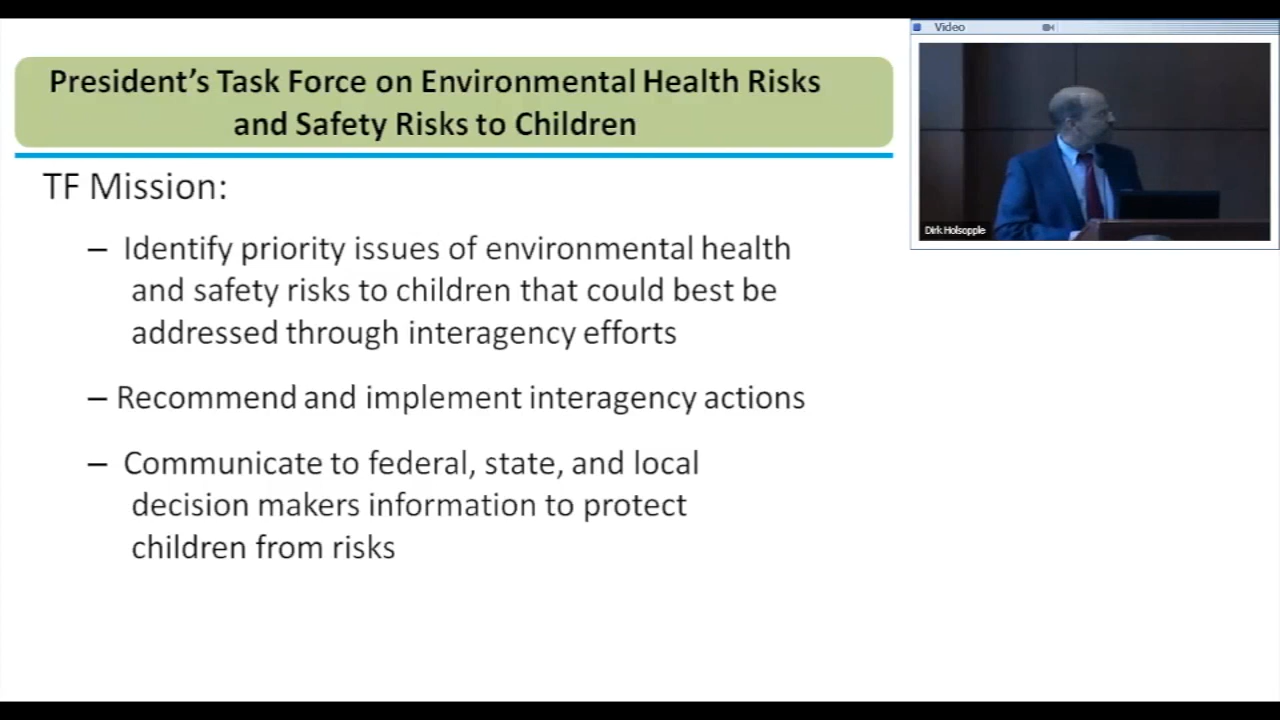 President's Task Force on Environmental Health Risks
and Safety Risks to Children
TF Mission:
– Identify priority issues of environmental health
and safety risks to children that could best be
addressed through interagency efforts
– Recommend and implement interagency actions
– Communicate to federal, state, and local
decision makers information to protect
children from risks
Video
Dirk Holsopple